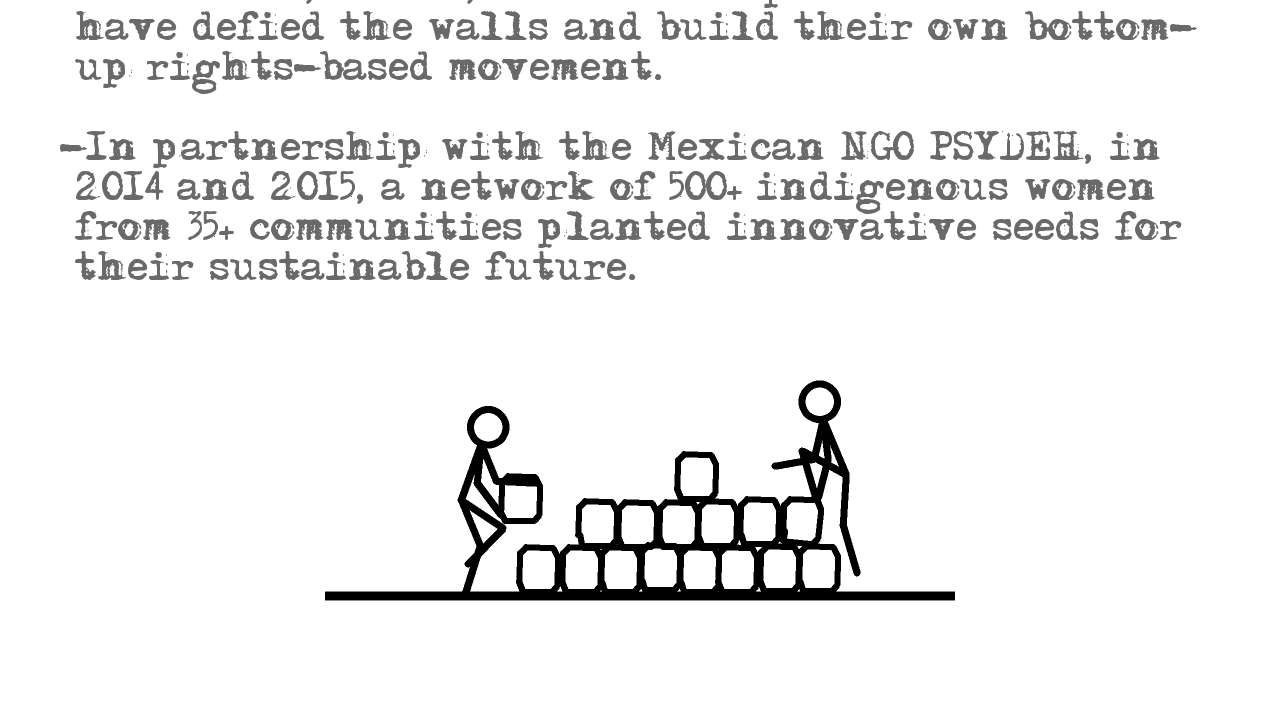 have defied the walls and build their own bottom-
up rights-based movement.
-In partnership with the Mexican NGO PSYDEH, in
2014 and 2015, a network of 500+ indigenous women
from 35+ communities planted innovative seeds for
their sustainable future.